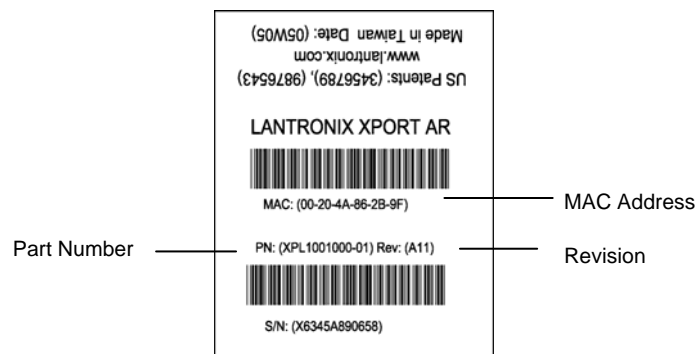 US Patents: (3456789), (9876543)
www.lantronix.com
Made in Taiwan Date: (05W05)
LANTRONIX XPORT AR
MAC: (00-20-4A-86-2B-9F)
MAC Address
Part Number
PN: (XPL1001000-01) Rev: (A11)
Revision
S/N: (X6345A890658)